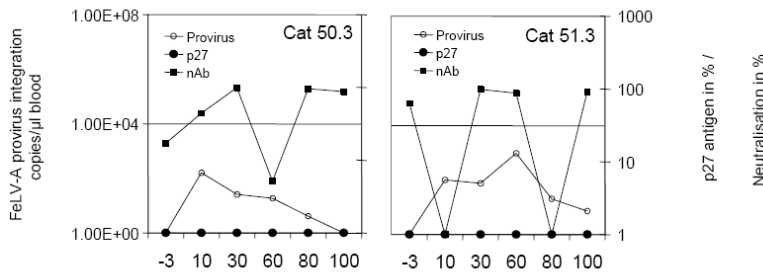 FeLV-A provirus integration
copies/µl blood
1.00E+08
1.00E+04
1.00E+00
Provirus
p27
nAb
Cat 50.3
-3 10 30 60 80 100
Provirus
p27
nAb
Cat 51.3
-3 10 30 60 80 100
1000
100
10
1
p27 antigen in % /
Neutralisation in %